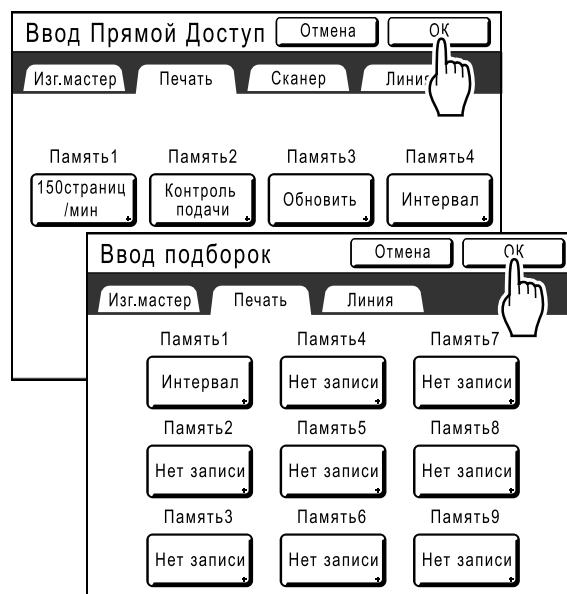 Ввод Прямой Доступ Отмена OK
Изг.мастер Печать Сканер Линия
Память1 Память2 Память3 Память4
150страниц
/мин
Контроль
подачи
Обновить
Интервал
Ввод подборок Отмена OK
Изг.мастер Печать Линия
Память1 Память4 Память7
Интервал Нет записи Нет записи
Память2 Память5 Память8
Нет записи Нет записи Нет записи
Память3 Память6 Память9
Нет записи Нет записи Нет записи